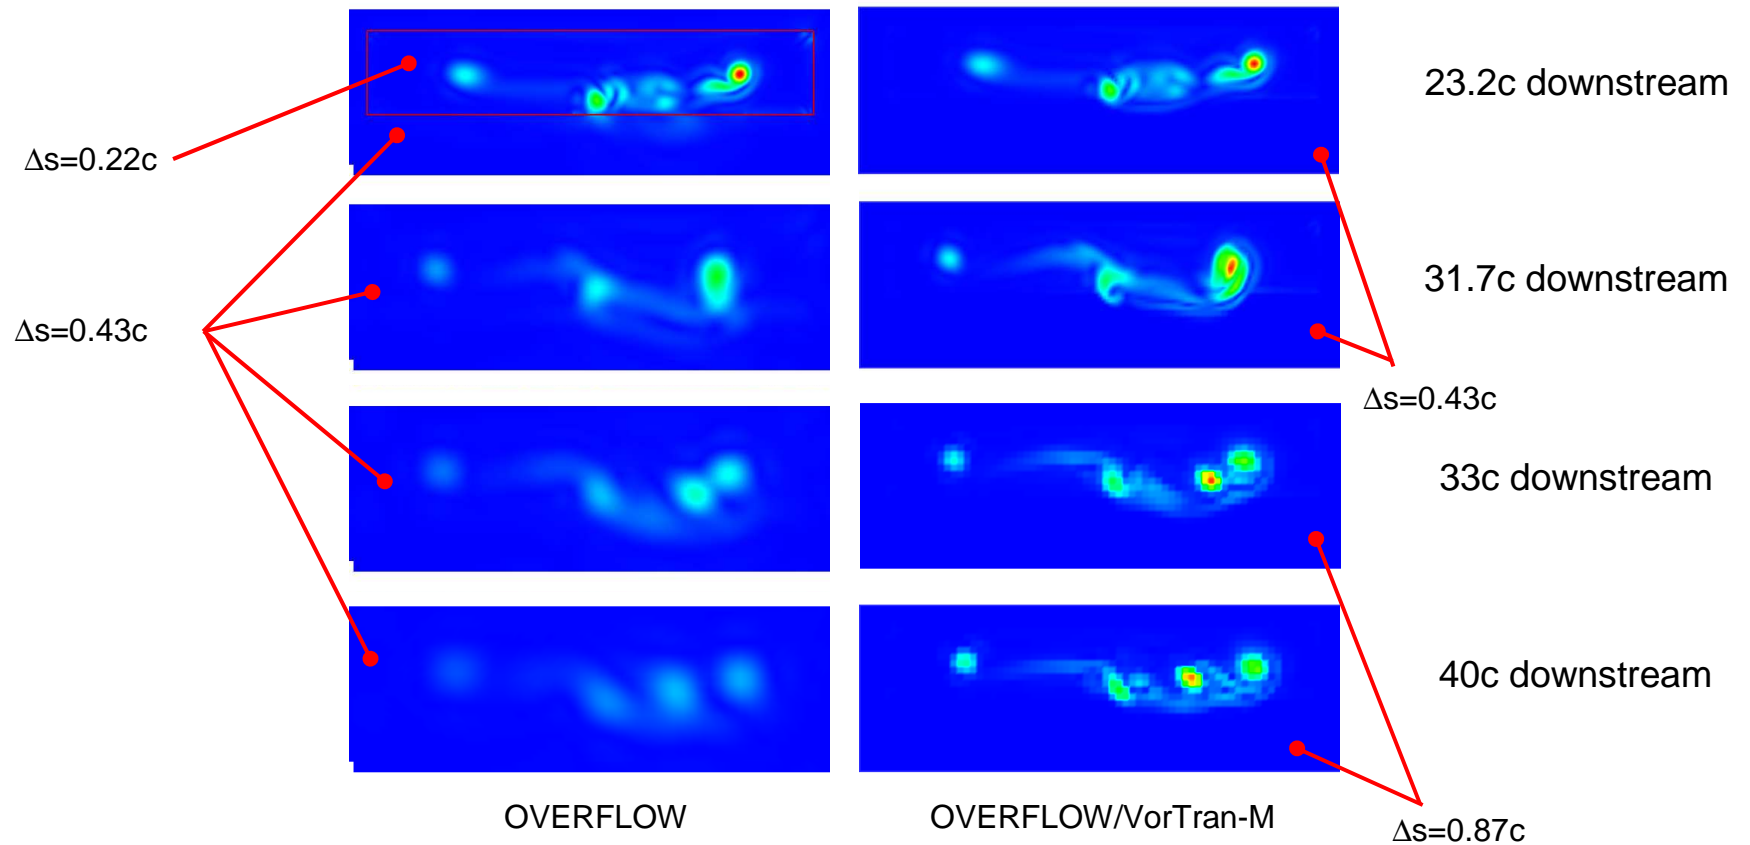 23.2c downstream
Δs=0.22c
31.7c downstream
Δs=0.43c
Δs=0.43c
33c downstream
40c downstream
OVERFLOW
OVERFLOW/VorTran-M
Δs=0.87c